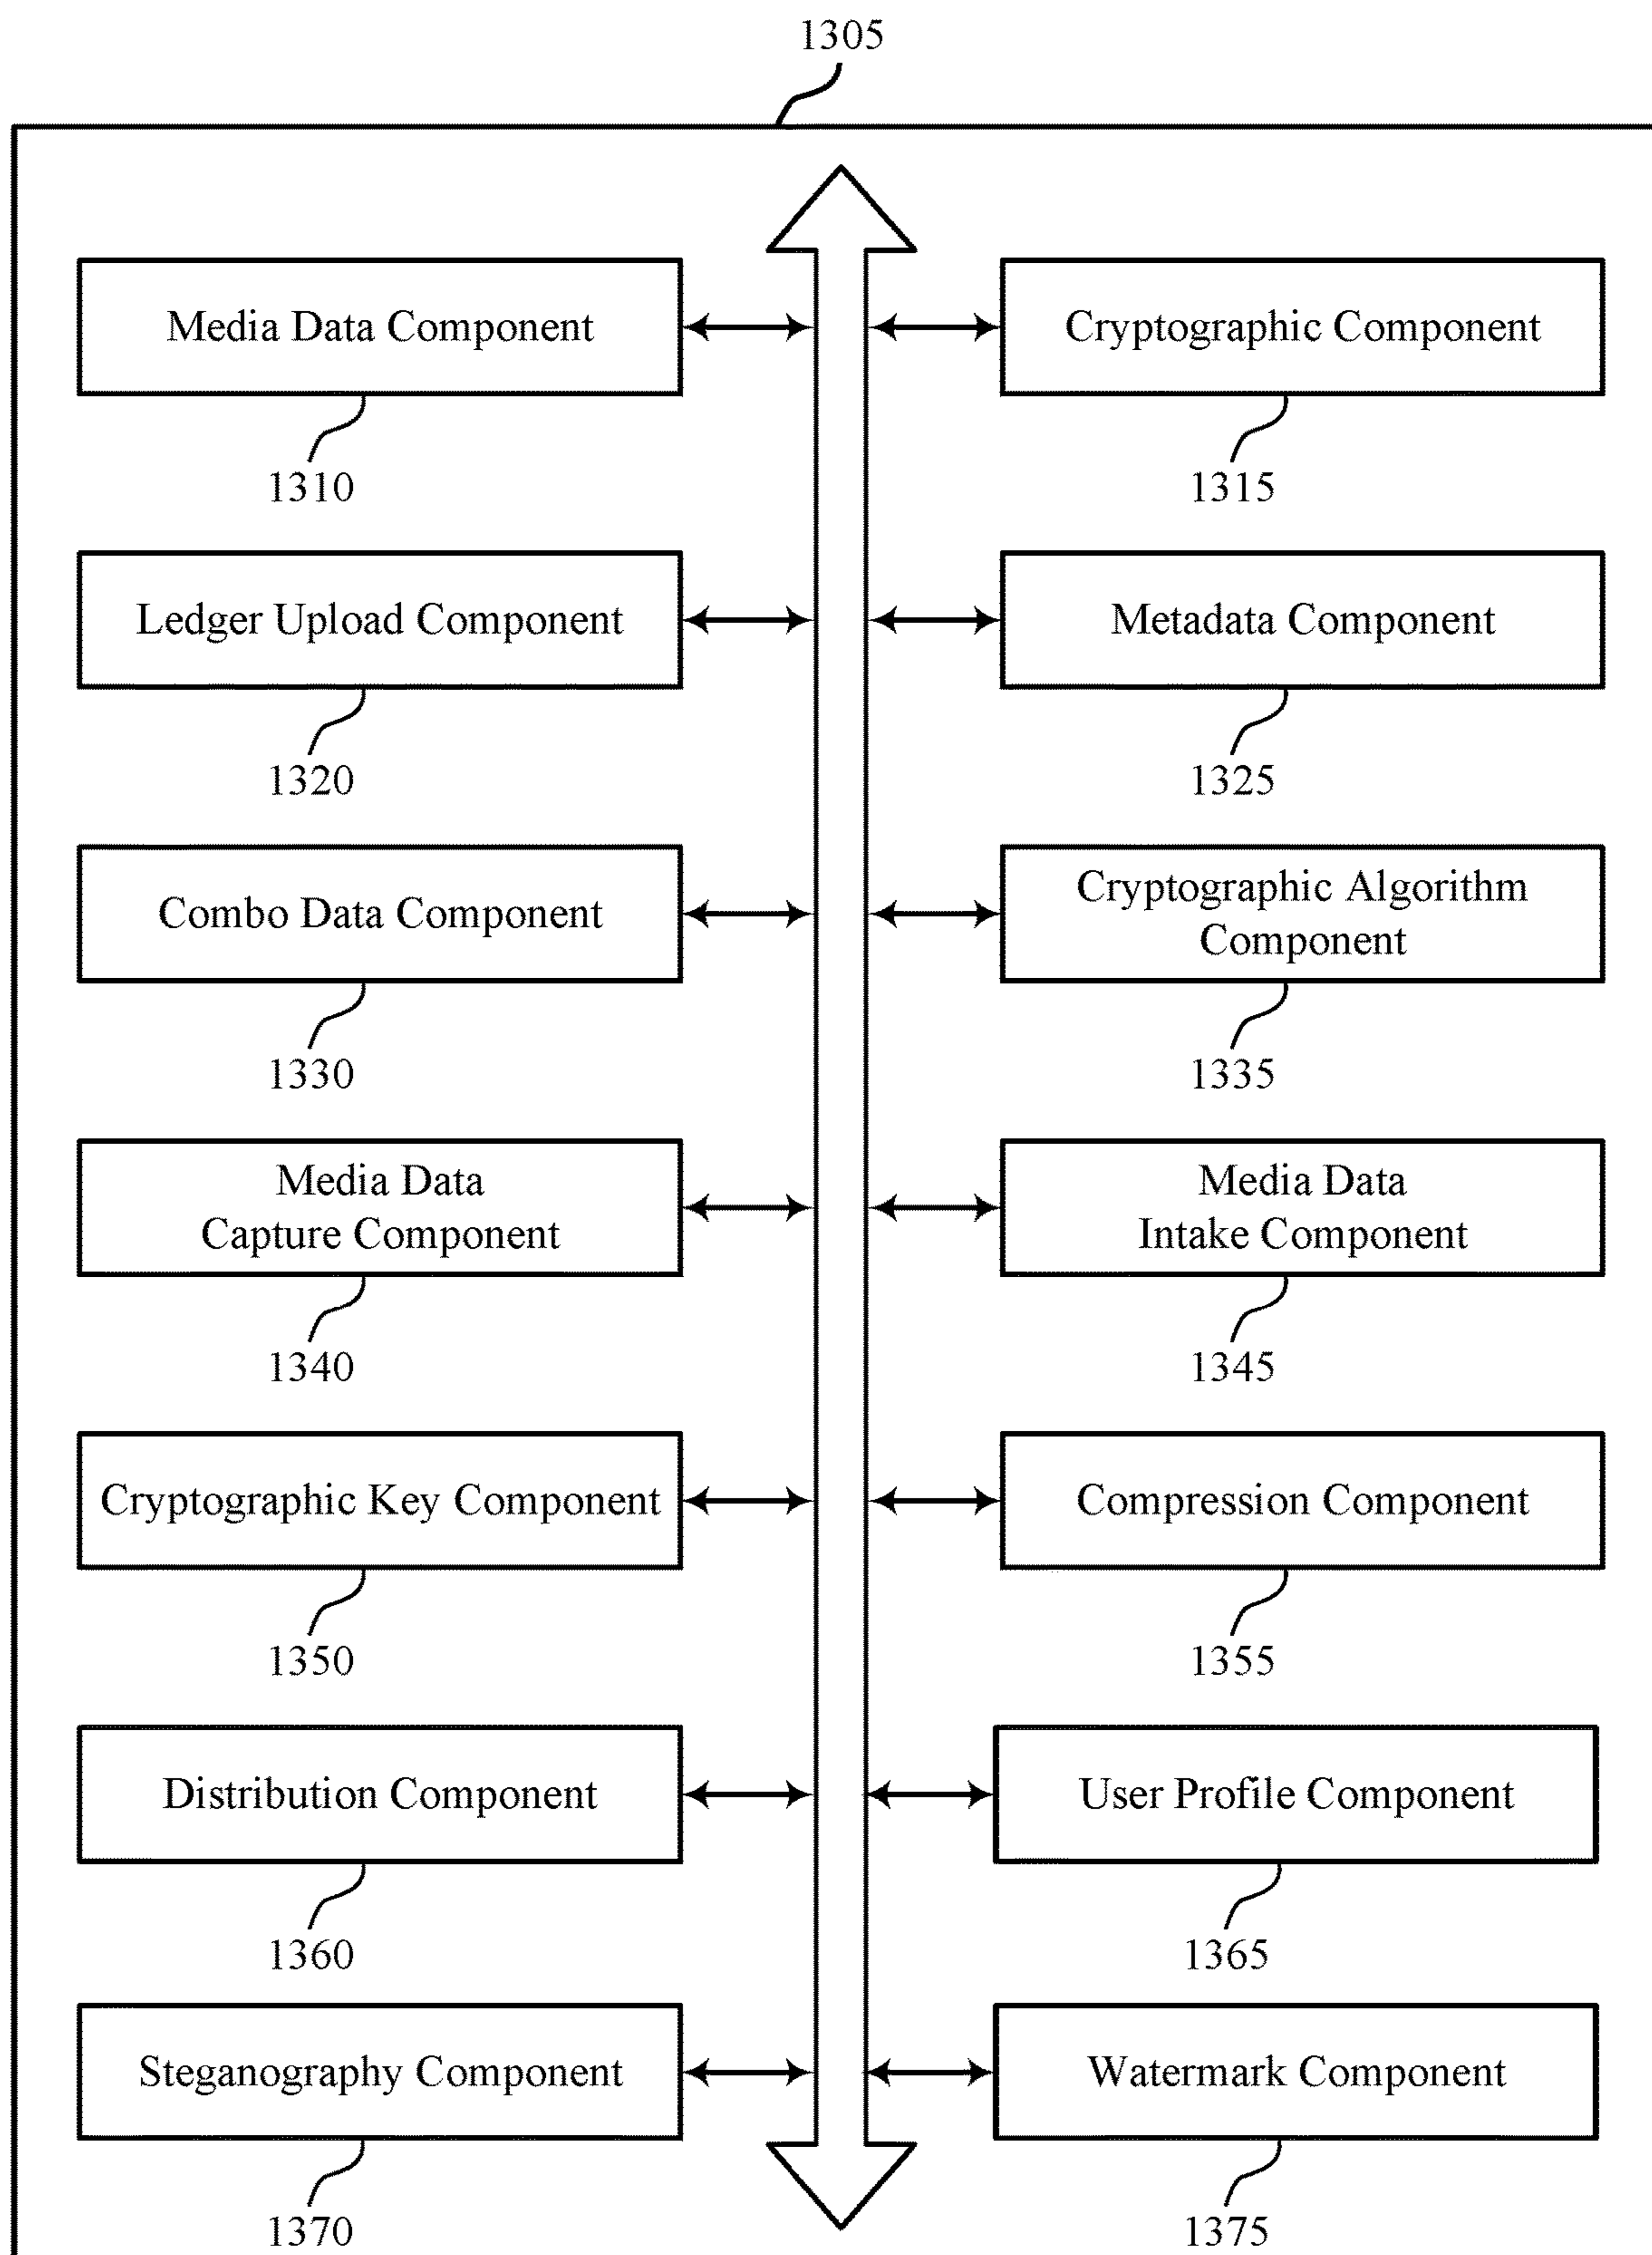 1305
Media Data Component
Cryptographic Component
1310
1315
Ledger Upload Component
Metadata Component
1320
1325
Combo Data Component
Cryptographic Algorithm
Component
1330
1335
Media Data
Capture Component
Media Data
Intake Component
1340
1345
Cryptographic Key Component
Compression Component
1350
1355
Distribution Component
User Profile Component
1360
1365
Steganography Component
Watermark Component
1370
1375